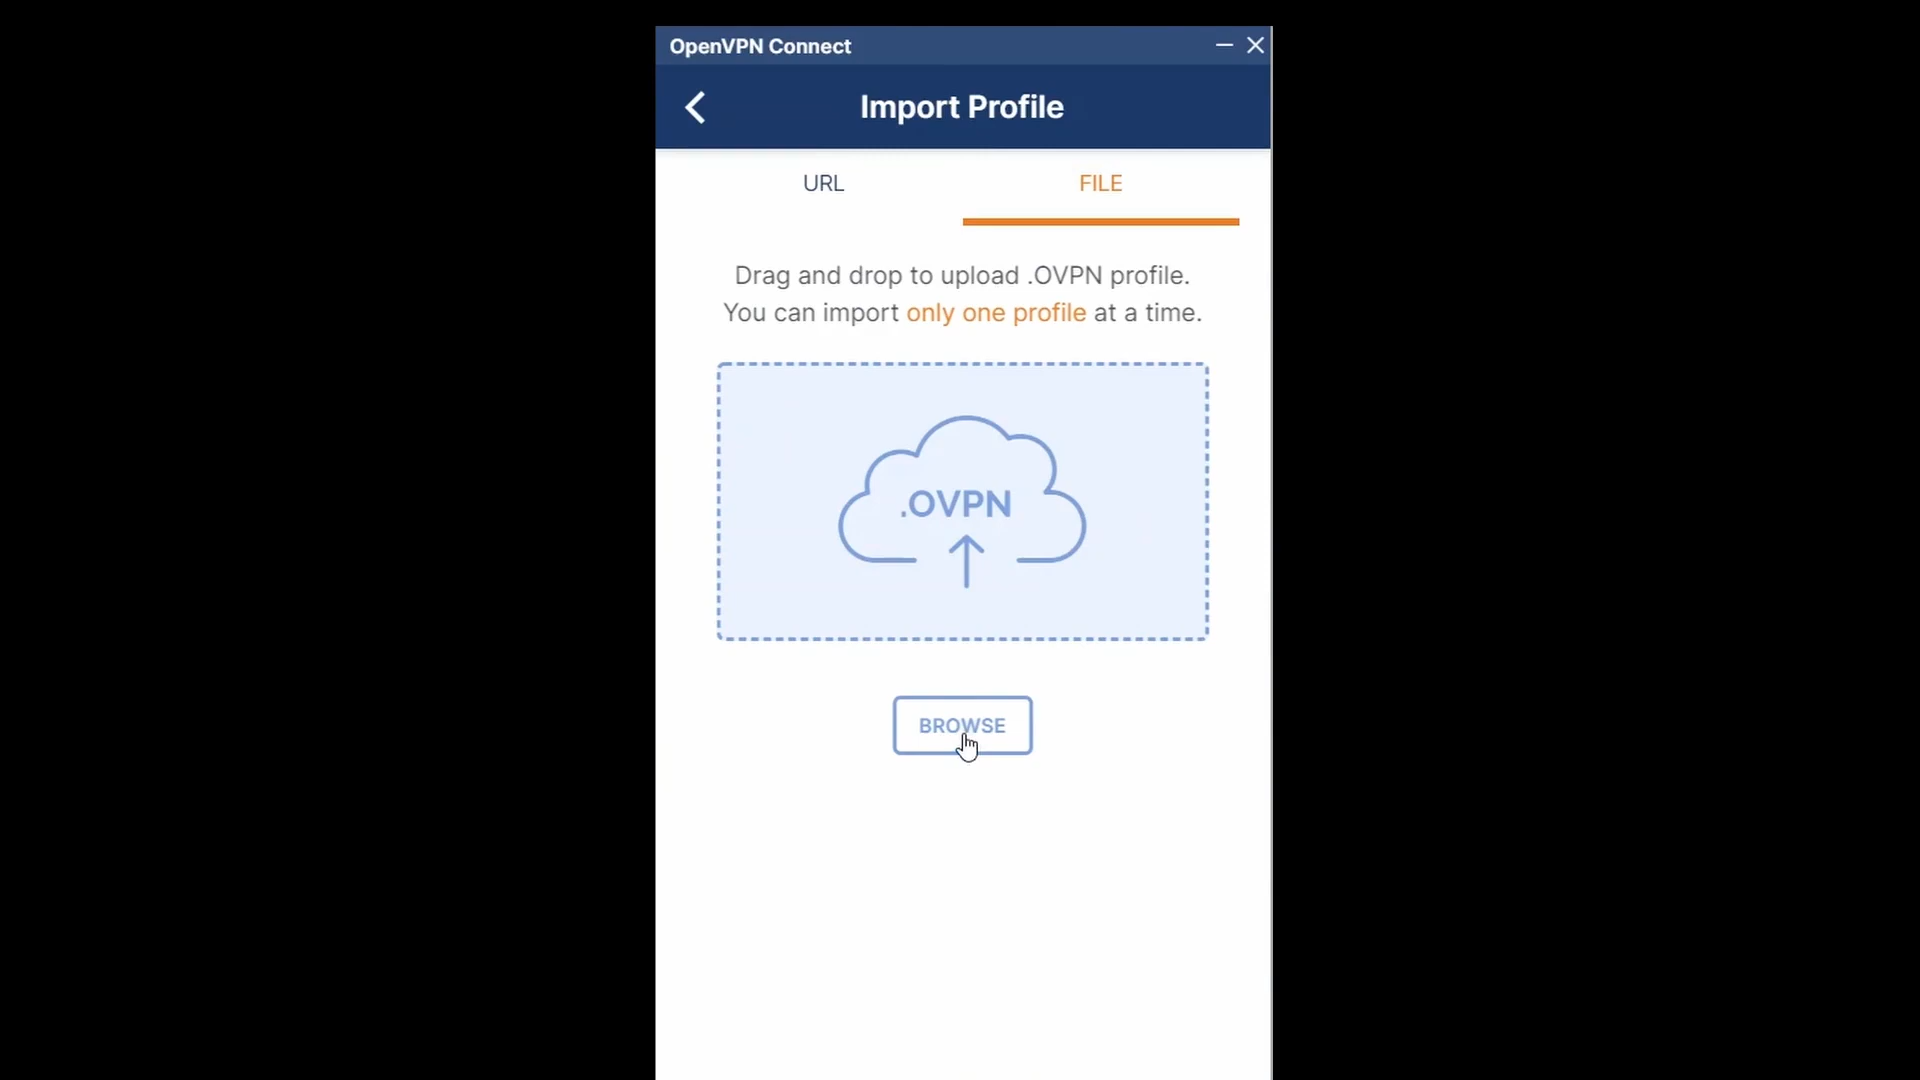 OpenVPN Connect
Import Profile
URL
FILE
Drag and drop to upload .OVPN profile.
You can import only one profile at a time.
.OVPN
BROWSE